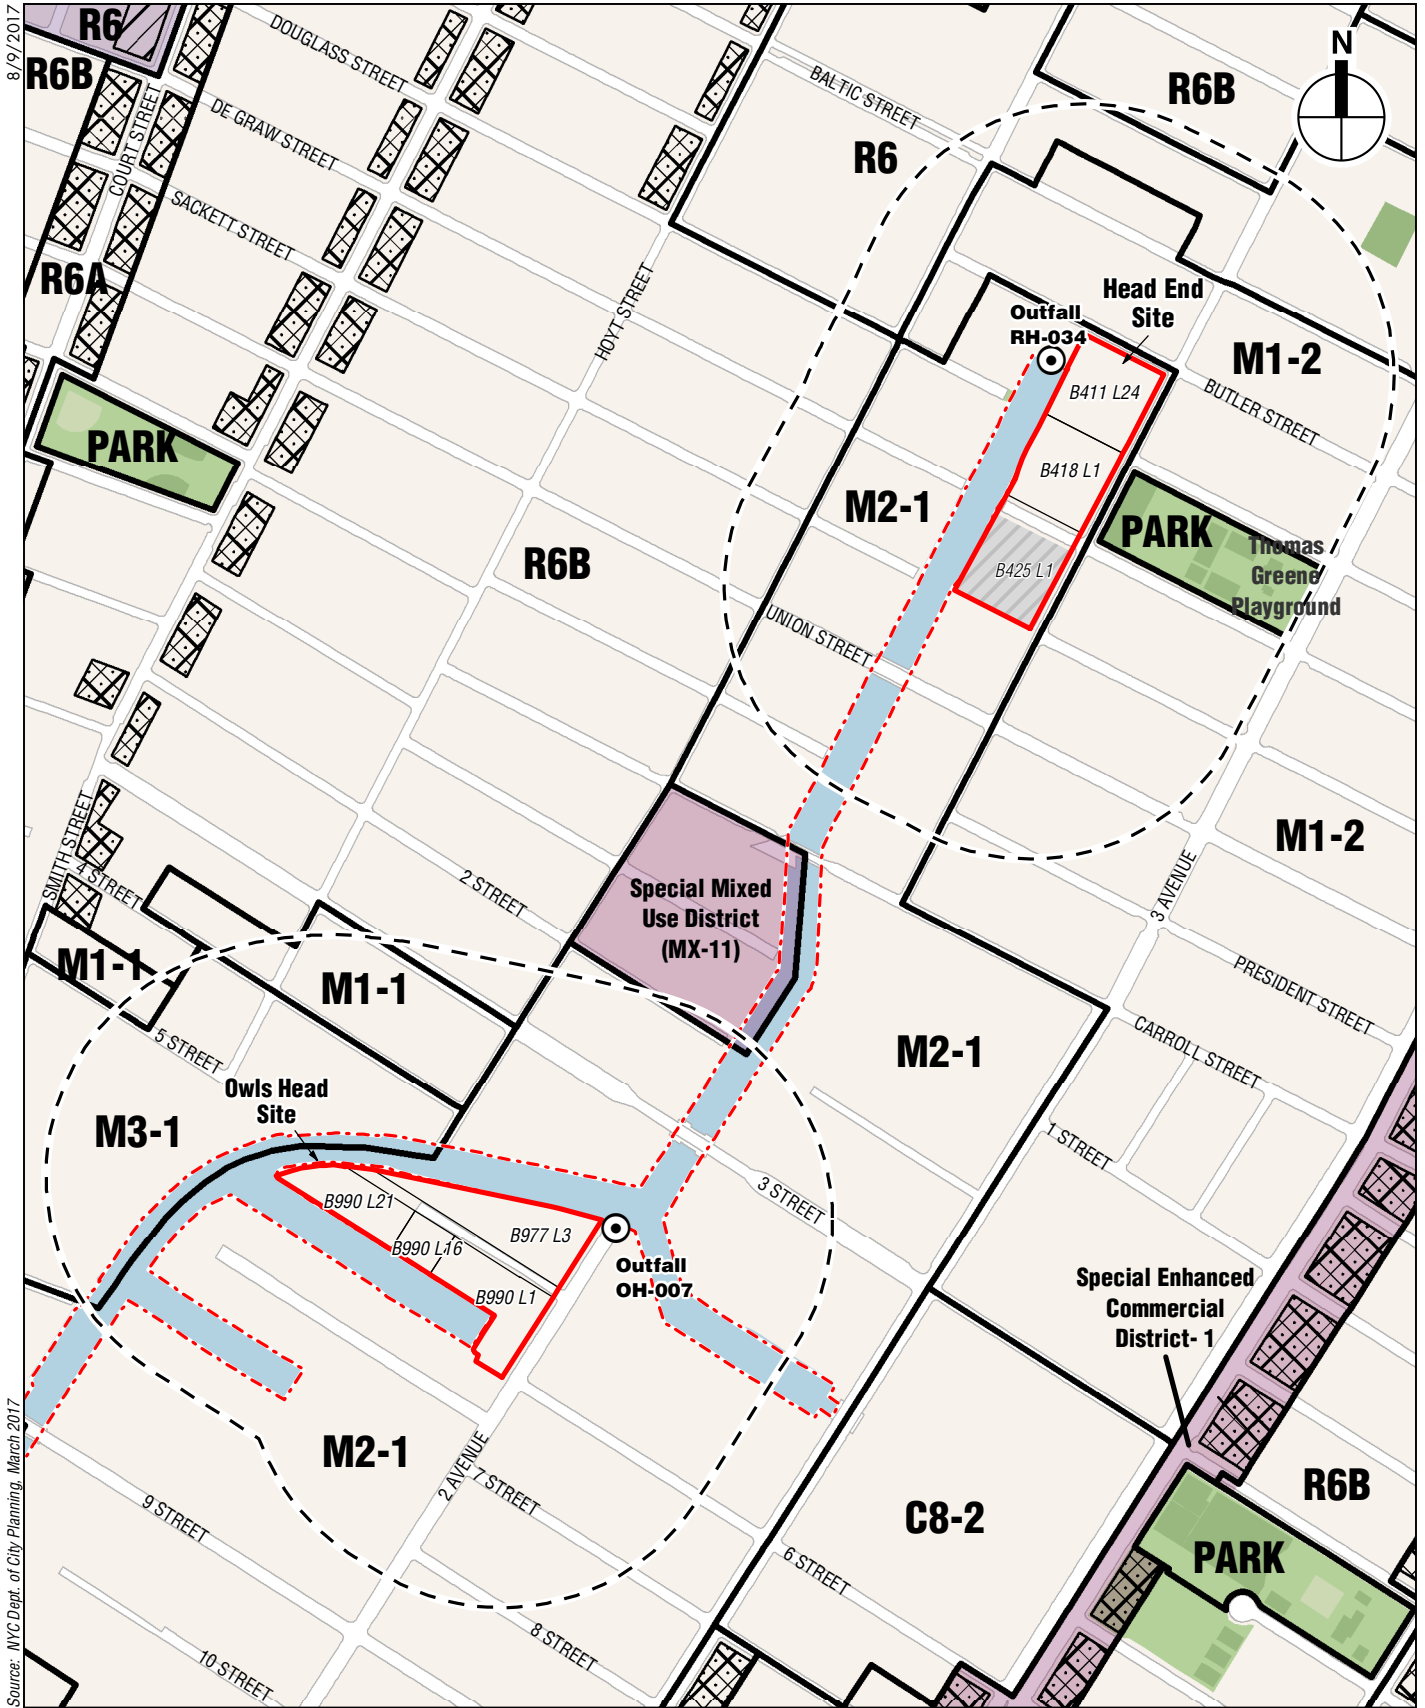 8/9/2017
R6
DOUGLASS STREET
BALTIC STREET
N
R6B
R6B
COURT STREET
DE GRAW STREET
R6
SACKETT STREET
R6A
HOYT STREET
Head End
Site
Outfall
RH-034
M1-2
BUTLER STREET
B411 L24
PARK
B418 L1
M2-1
PARK
Thomas
Greene
Playground
R6B
B425 L1
UNION STREET
SMITH STREET
4 STREET
2 STREET
Special Mixed
Use District
(MX-11)
M1-2
3 AVENUE
M1-1
M1-1
PRESIDENT STREET
5 STREET
CARROLL STREET
M2-1
Owls Head
Site
M3-1
1 STREET
B990 L21
B977 L3
3 STREET
B990 L16
B990 L1
Outfall
OH-007
Special Enhanced
Commercial
District- 1
M2-1
2 AVENUE
7 STREET
9 STREET
C8-2
R6B
PARK
6 STREET
8 STREET
10 STREET
Source: NYC Dept. of City Planning, March 2017